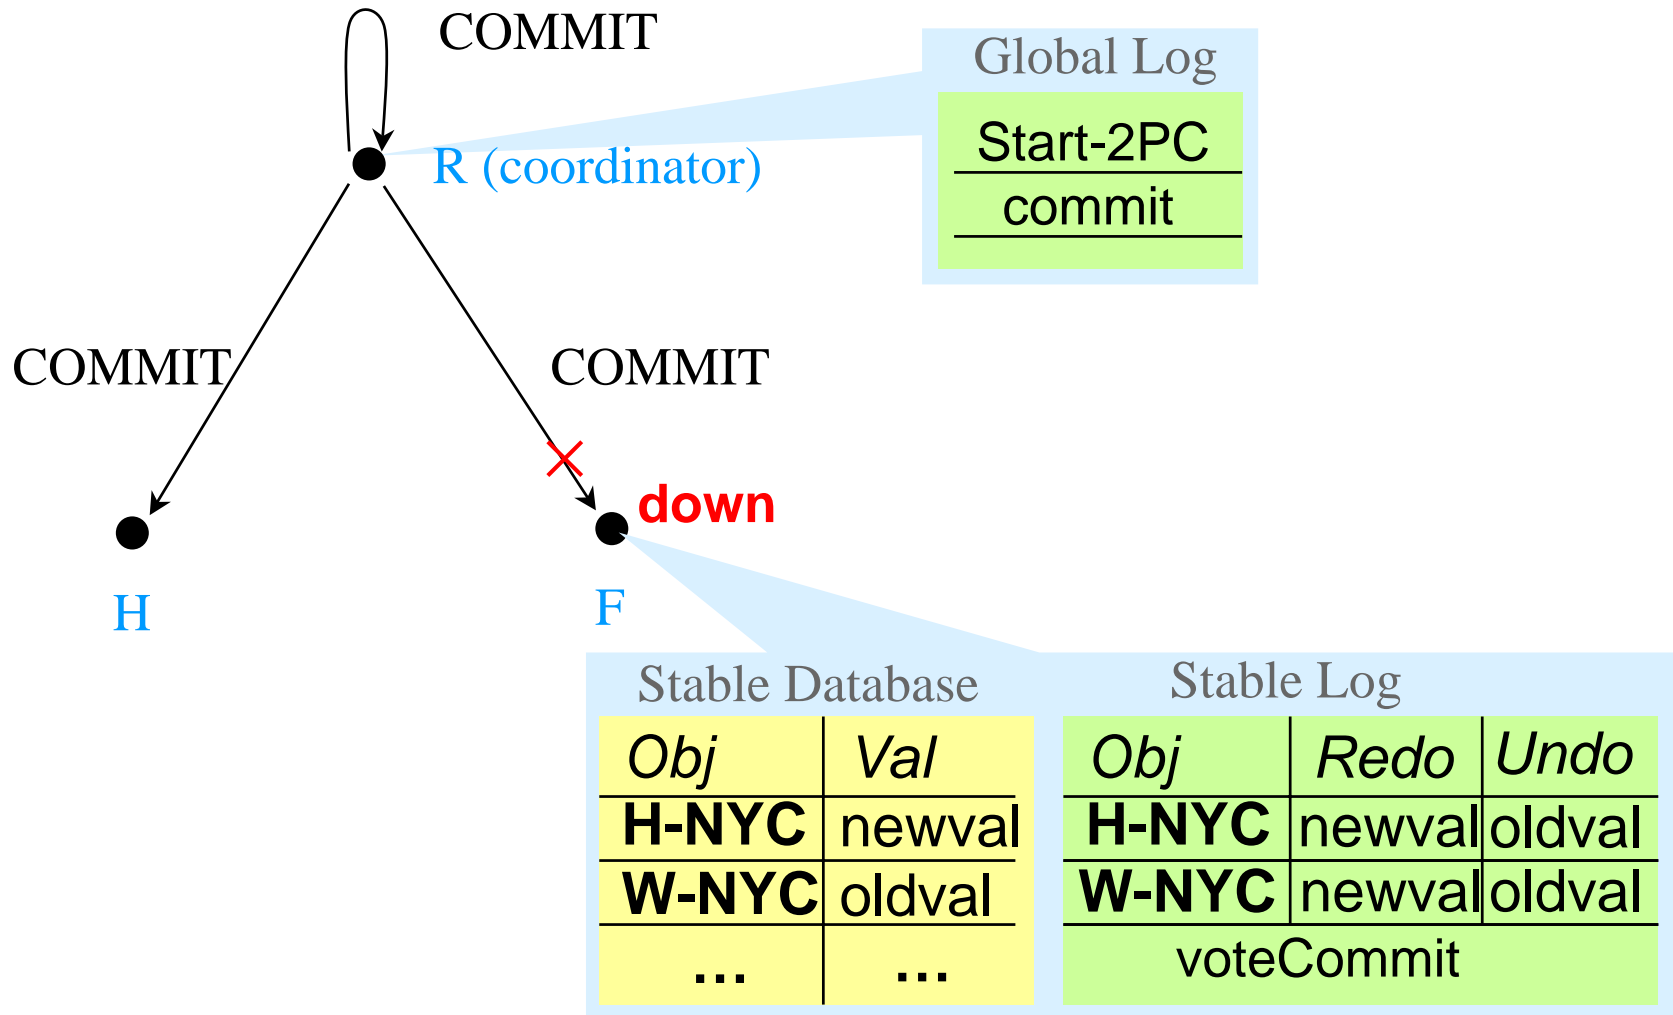 COMMIT
Global Log
Start-2PC
commit
R (coordinator)
COMMIT
COMMIT
down
H
F
Stable Database
Obj Val
H-NYC newval
W-NYC oldval
... ...
Stable Log
Obj Redo Undo
H-NYC newval oldval
W-NYC newval oldval
voteCommit